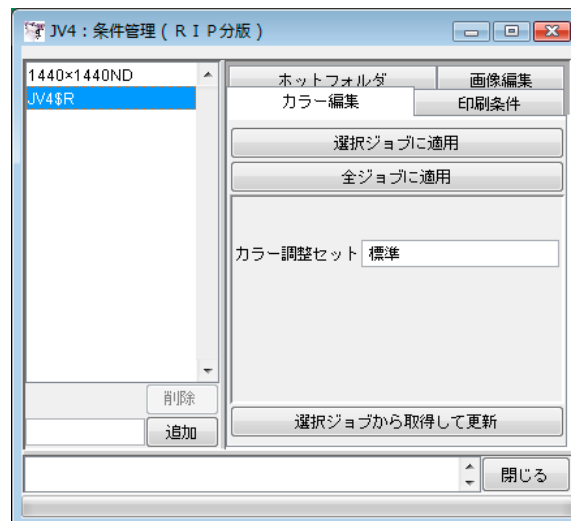 JV4：条件管理(ＲＩＰ分版)
1440×1440ND
JV4$R
ホットフォルダ
画像編集
カラー編集
印刷条件
選択ジョブに適用
全ジョブに適用
カラー調整セット 標準
削除
追加
選択ジョブから取得して更新
閉じる